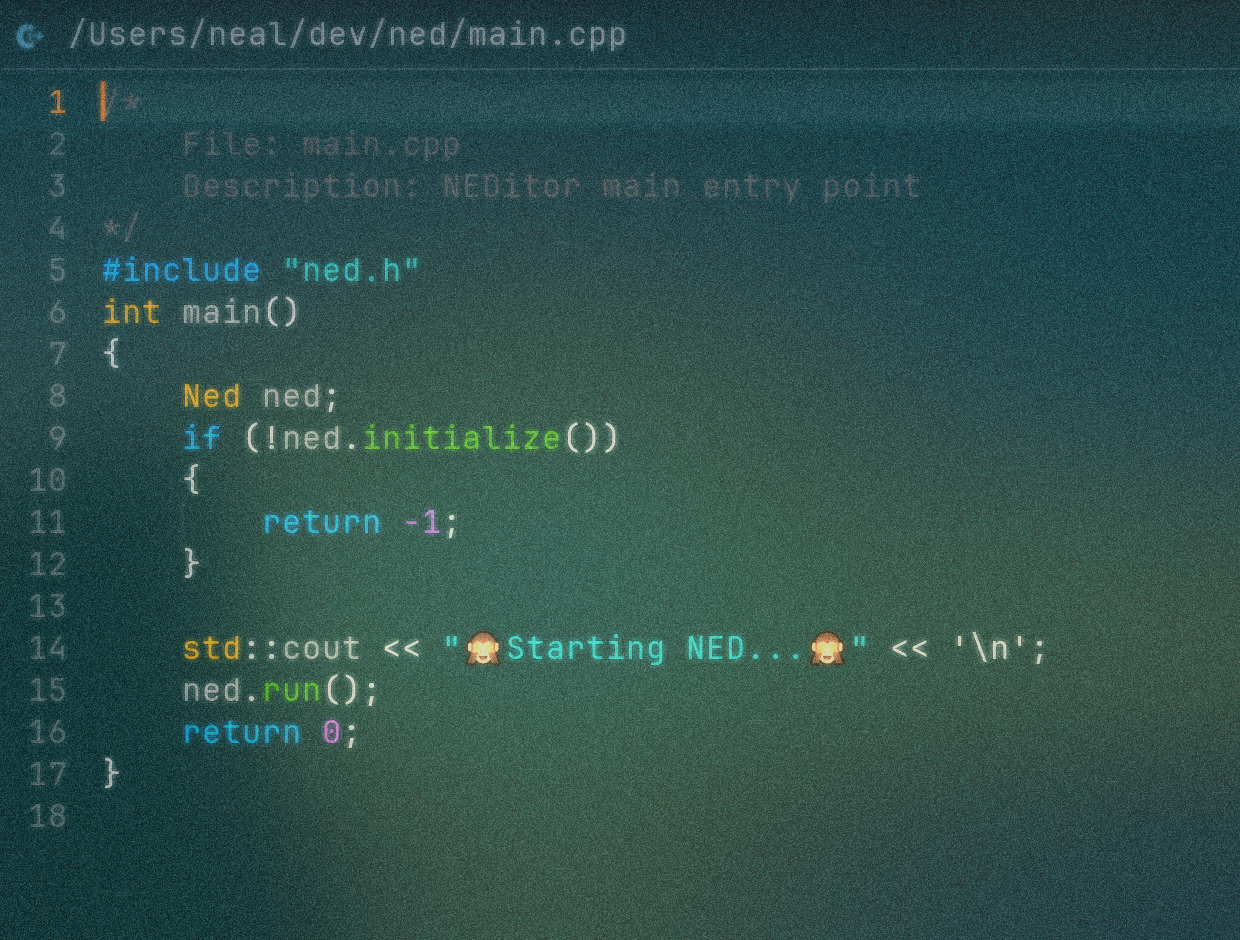 /Users/neal/dev/ned/main.cpp
1 /*
2     File: main.cpp
3     Description: NEDitor main entry point
4 */
5 #include "ned.h"
6 int main()
7 {
8     Ned ned;
9     if (!ned.initialize())
10     {
11         return -1;
12     }
13
14     std::cout << "🙈Starting NED...🙈" << '\n';
15     ned.run();
16     return 0;
17 }
18